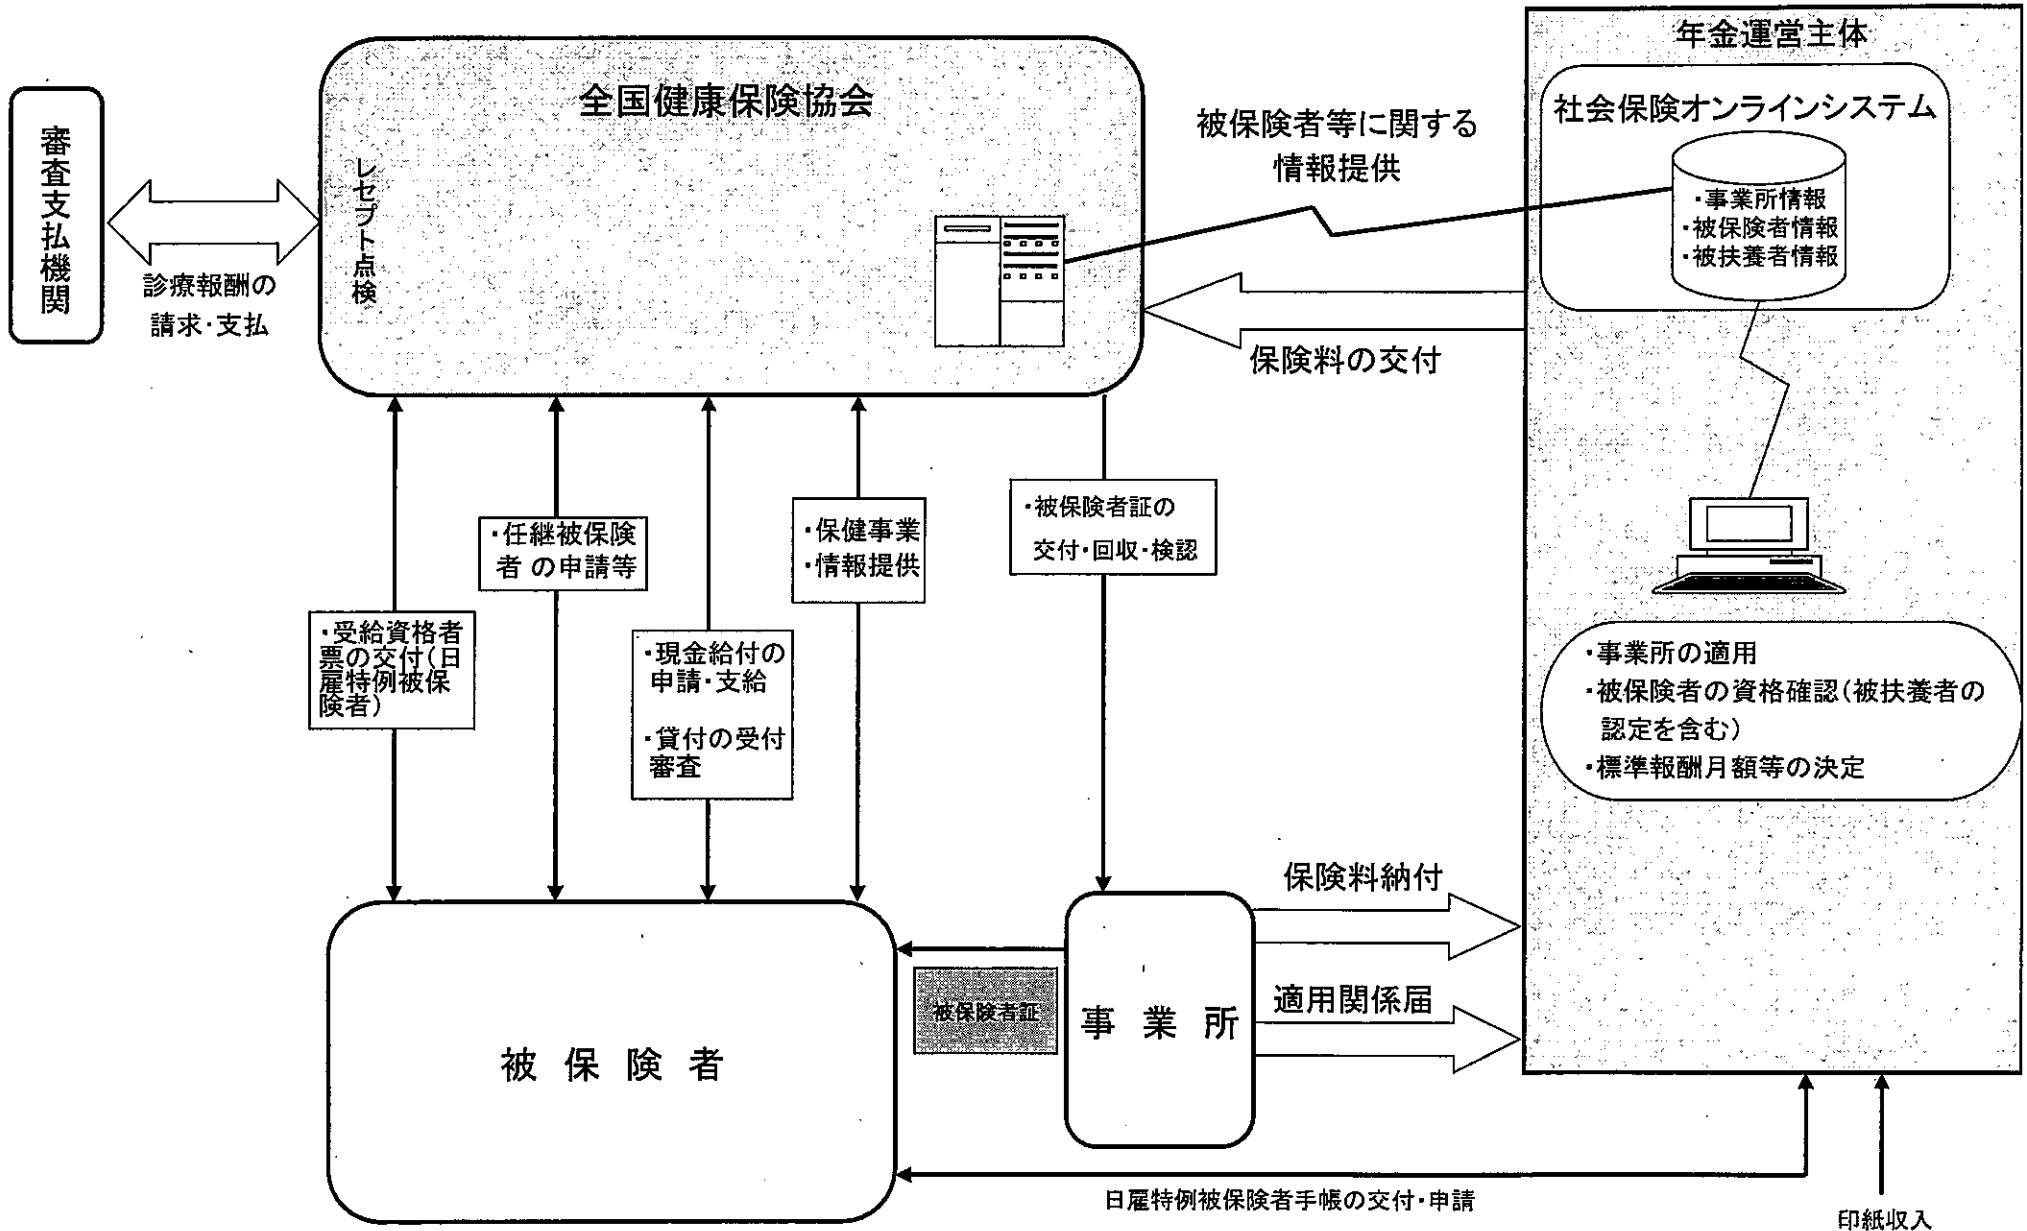 年金運営主体
社会保険オンラインシステム
・事業所情報
・被保険者情報
・被扶養者情報
全国健康保険協会
レセプト点検
審査支払機関
診療報酬の
請求・支払
被保険者等に関する
情報提供
保険料の交付
・受給資格者
票の交付(日
雇特例被保
険者)
・任継被保険
者 の申請等
・現金給付の
申請・支給
・貸付の受付
審査
・保健事業
・情報提供
・被保険者証の
交付・回収・検認
・事業所の適用
・被保険者の資格確認(被扶養者の
認定を含む)
・標準報酬月額等の決定
保険料納付
適用関係届
被保険者証
事業所
被保険者
日雇特例被保険者手帳の交付・申請
印紙収入